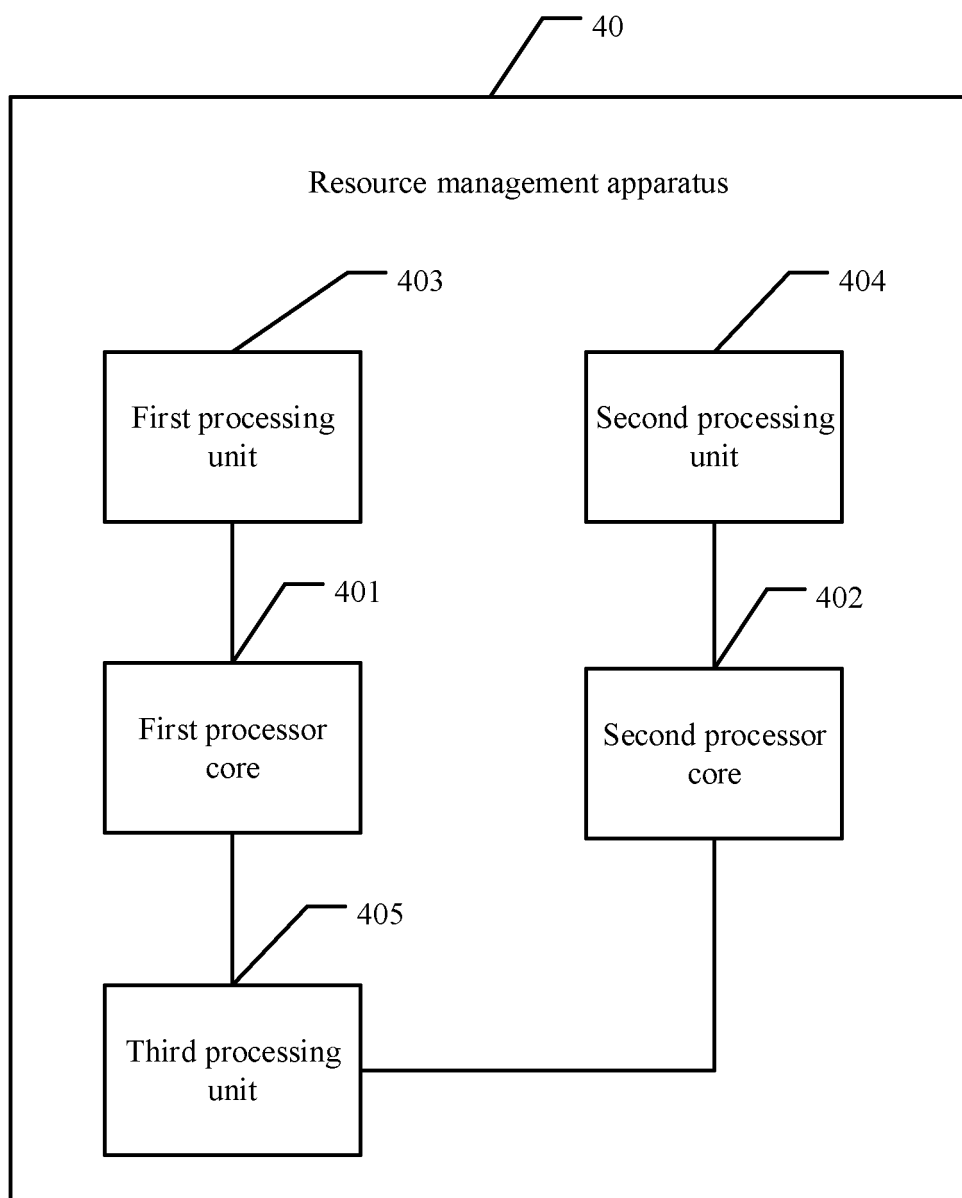 40
Resource management apparatus
403
404
First processing
unit
Second processing
unit
401
402
First processor
core
Second processor
core
405
Third processing
unit